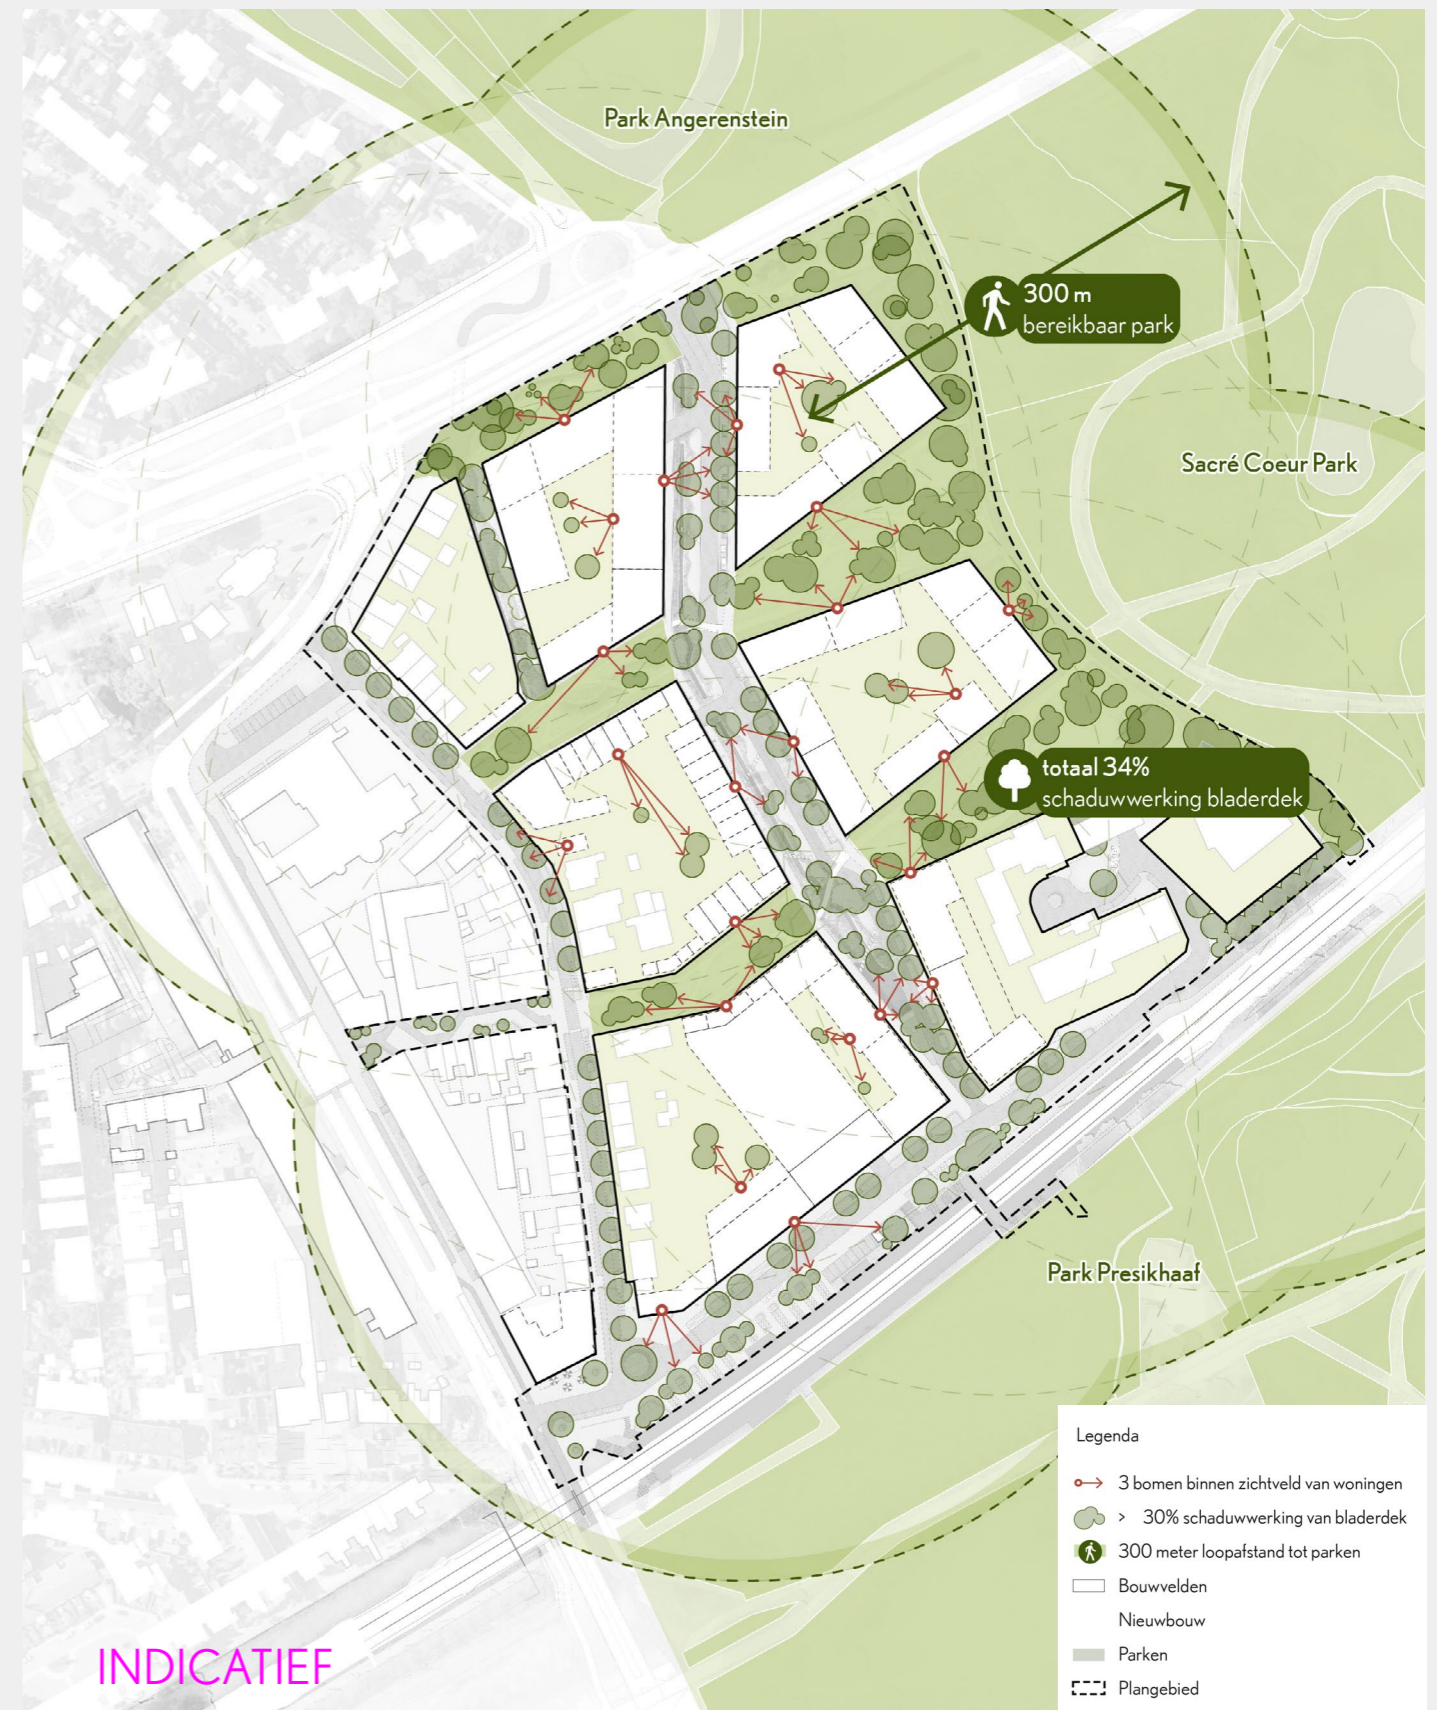 Park Angerenstein
300 m
bereikbaar park
Sacré Coeur Park
totaal 34%
schaduwwerking bladerdek
Park Presikhaaf
Legenda
3 bomen binnen zichtveld van woningen
> 30% schaduwwerking van bladerdek
300 meter loopafstand tot parken
Bouwvelden
Nieuwbouw
Parken
Plangebied
INDICATIEF